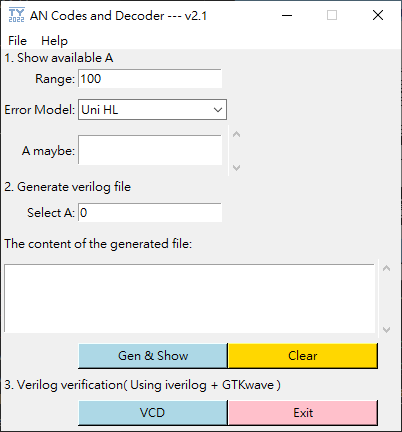 TY
2022
AN Codes and Decoder --- v2.1
File Help
1. Show available A
Range: 100
Error Model: Uni HL
A maybe:
2. Generate verilog file
Select A: 0
The content of the generated file:
Gen & Show Clear
3. Verilog verification( Using iverilog + GTKwave )
VCD Exit